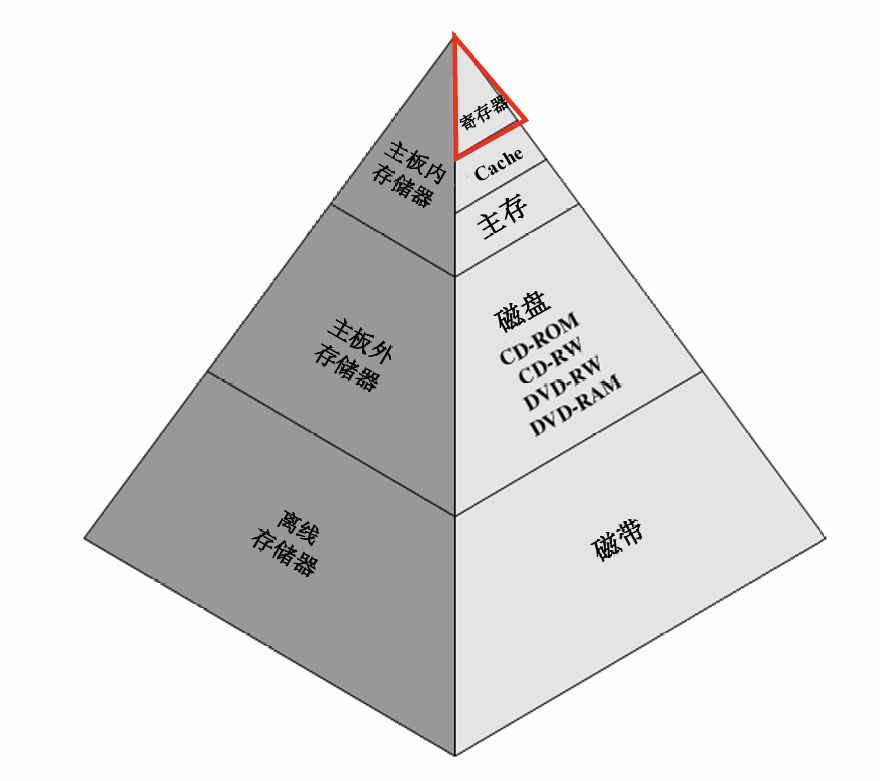 寄存器
Cache
主存
主板内
存储器
磁盘
CD-ROM
CD-RW
DVD-RW
DVD-RAM
主板外
存储器
离线
存储器
磁带